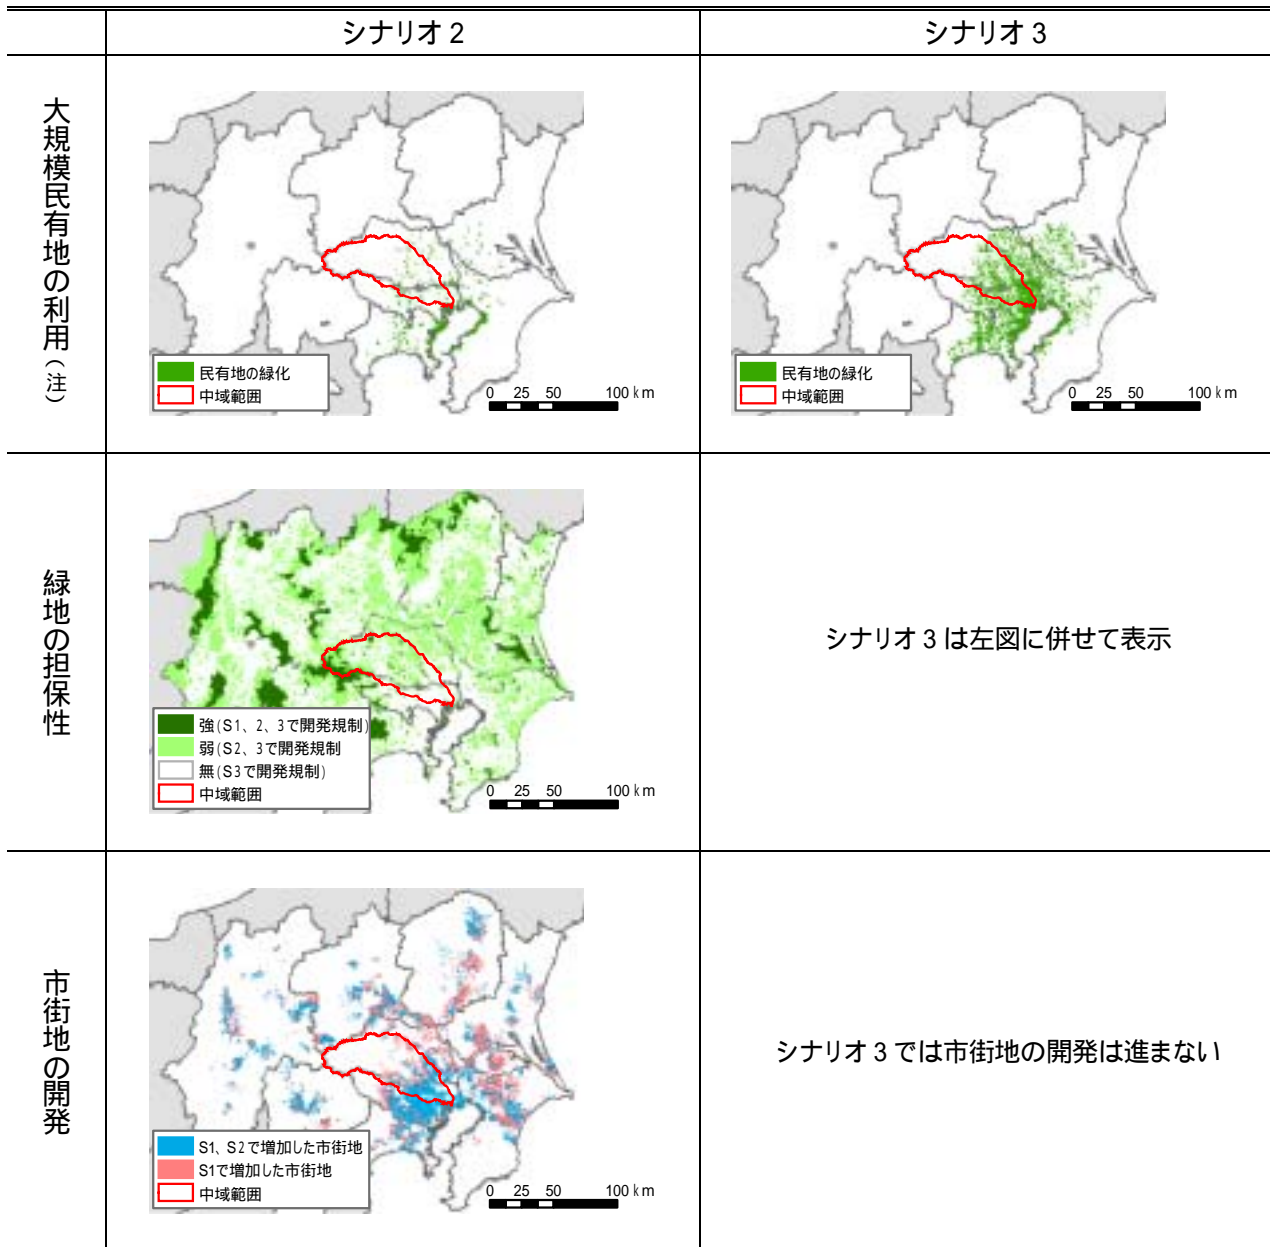 シナリオ 2
シナリオ 3
大規模民有地の利用（注）
民有地の緑化
中域範囲
0 25 50 100 km
民有地の緑化
中域範囲
0 25 50 100 km
緑地の担保性
強(S1、2、3で開発規制)
弱(S2、3で開発規制
無(S3で開発規制)
中域範囲
0 25 50 100 km
シナリオ 3 は左図に併せて表示
市街地の開発
S1、S2で増加した市街地
S1で増加した市街地
中域範囲
0 25 50 100 km
シナリオ 3 では市街地の開発は進まない